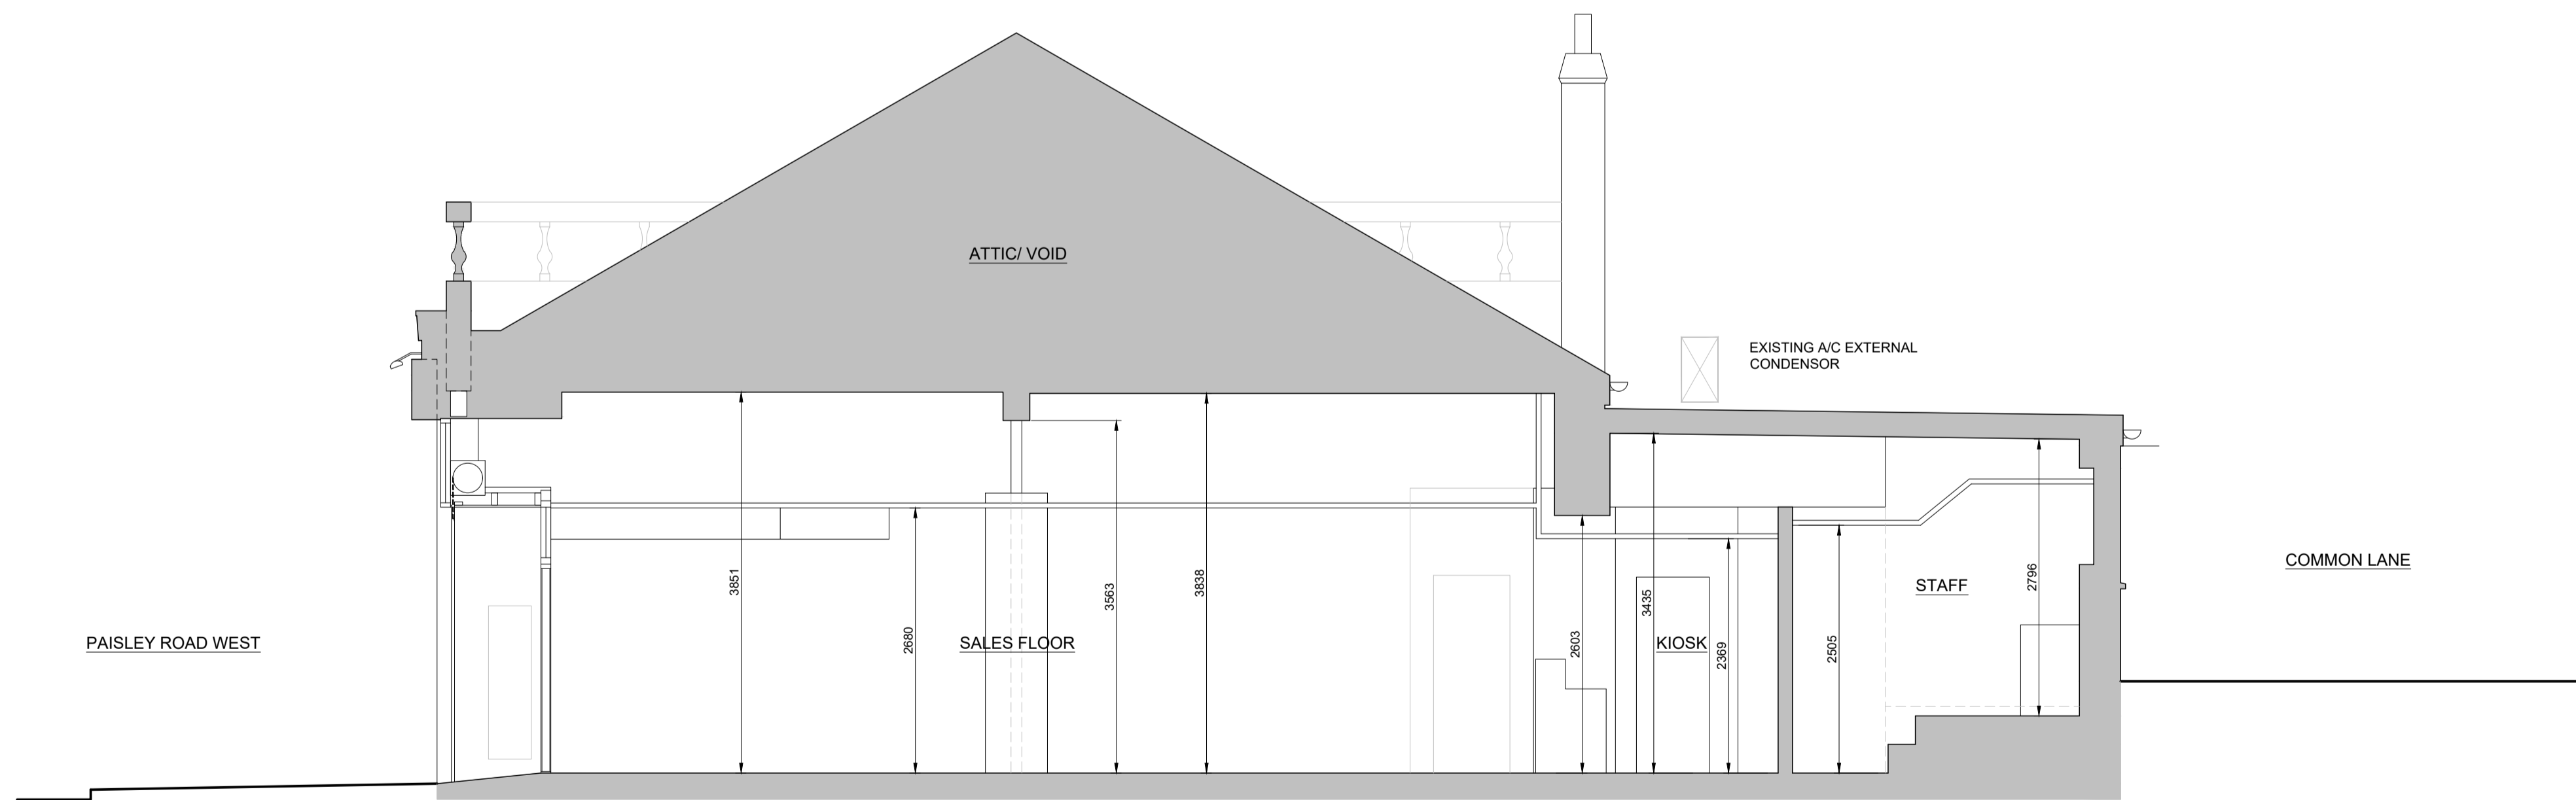 ATTIC/ VOID
EXISTING A/C EXTERNAL
CONDENSOR
PAISLEY ROAD WEST
SALES FLOOR
KIOSK
STAFF
COMMON LANE
3851
2680
3563
3838
2603
3435
2369
2505
2796